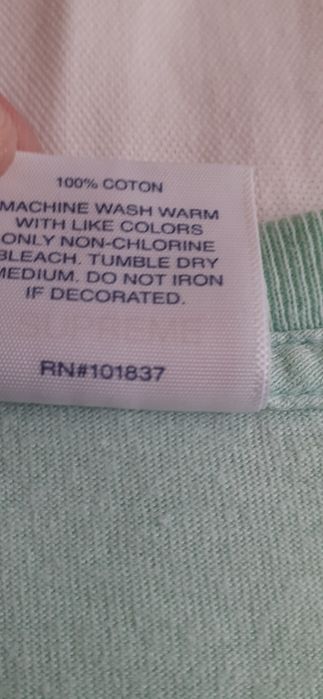 100% COTON
MACHINE WASH WARM
WITH LIKE COLORS
ONLY NON-CHLORINE
BLEACH. TUMBLE DRY
MEDIUM. DO NOT IRON
IF DECORATED.
RN#101837